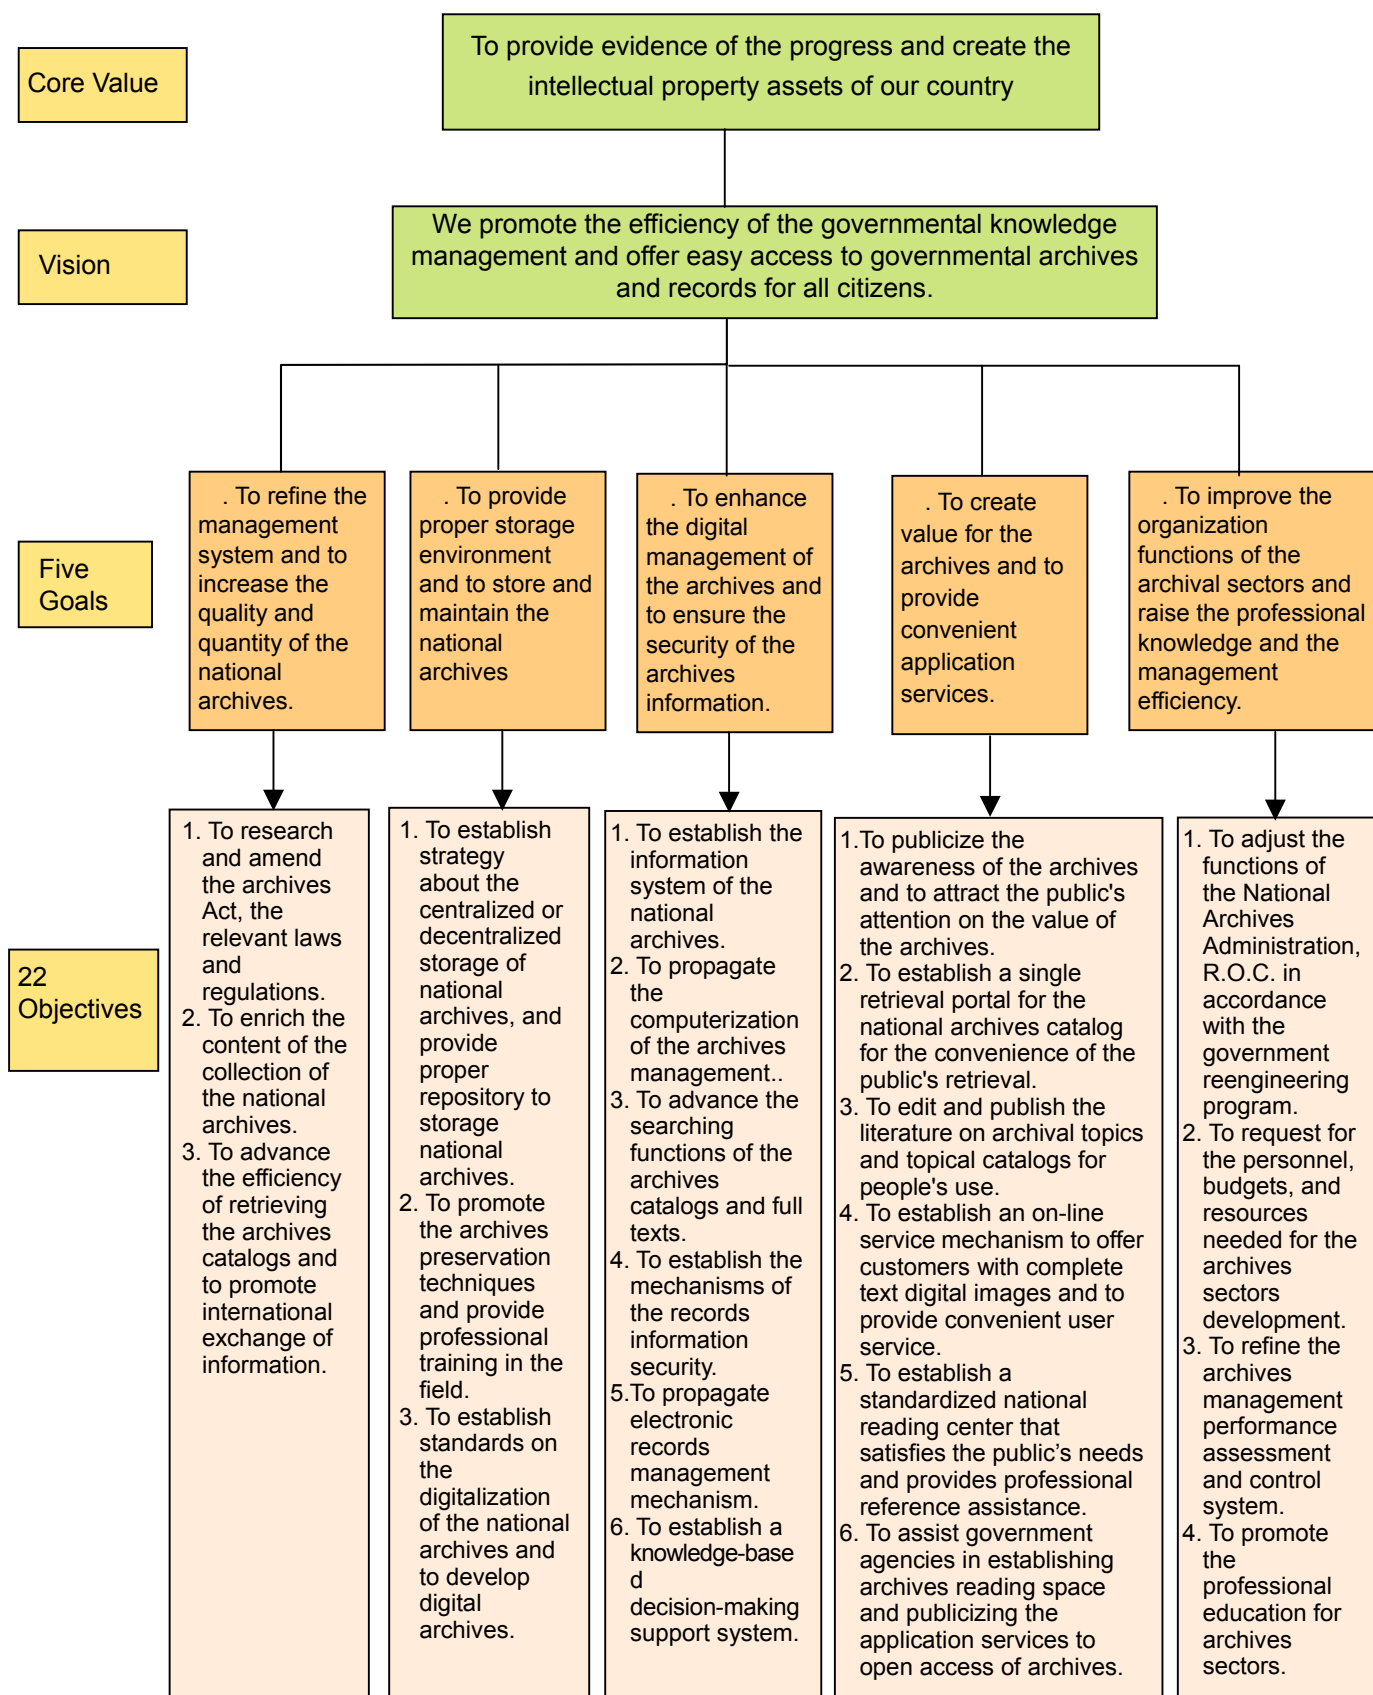 Core Value
To provide evidence of the progress and create the
intellectual property assets of our country
Vision
We promote the efficiency of the governmental knowledge
management and offer easy access to governmental archives
and records for all citizens.
Five
Goals
. To refine the
management
system and to
increase the
quality and
quantity of the
national
archives.
. To provide
proper storage
environment
and to store and
maintain the
national
archives
. To enhance
the digital
management of
the archives and
to ensure the
security of the
archives
information.
. To create
value for the
archives and to
provide
convenient
application
services.
. To improve the
organization
functions of the
archival sectors and
raise the professional
knowledge and the
management
efficiency.
22
Objectives
1. To research
and amend
the archives
Act, the
relevant laws
and
regulations.
2. To enrich the
content of the
collection of
the national
archives.
3. To advance
the efficiency
of retrieving
the archives
catalogs and
to promote
international
exchange of
information.
1. To establish
strategy
about the
centralized or
decentralized
storage of
national
archives, and
provide
proper
repository to
storage
national
archives.
2. To promote
the archives
preservation
techniques
and provide
professional
training in the
field.
3. To establish
standards on
the
digitalization
of the national
archives and
to develop
digital
archives.
1. To establish the
information
system of the
national
archives.
2. To propagate
the
computerization
of the archives
management..
3. To advance the
searching
functions of the
archives
catalogs and full
texts.
4. To establish the
mechanisms of
the records
information
security.
5.To propagate
electronic
records
management
mechanism.
6. To establish a
knowledge-base
d
decision-making
support system.
1.To publicize the
awareness of the archives
and to attract the public's
attention on the value of
the archives.
2. To establish a single
retrieval portal for the
national archives catalog
for the convenience of the
public's retrieval.
3. To edit and publish the
literature on archival topics
and topical catalogs for
people's use.
4. To establish an on-line
service mechanism to offer
customers with complete
text digital images and to
provide convenient user
service.
5. To establish a
standardized national
reading center that
satisfies the public’s needs
and provides professional
reference assistance.
6. To assist government
agencies in establishing
archives reading space
and publicizing the
application services to
open access of archives.
1. To adjust the
functions of
the National
Archives
Administration,
R.O.C. in
accordance
with the
government
reengineering
program.
2. To request for
the personnel,
budgets, and
resources
needed for the
archives
sectors
development.
3. To refine the
archives
management
performance
assessment
and control
system.
4. To promote
the
professional
education for
archives
sectors.